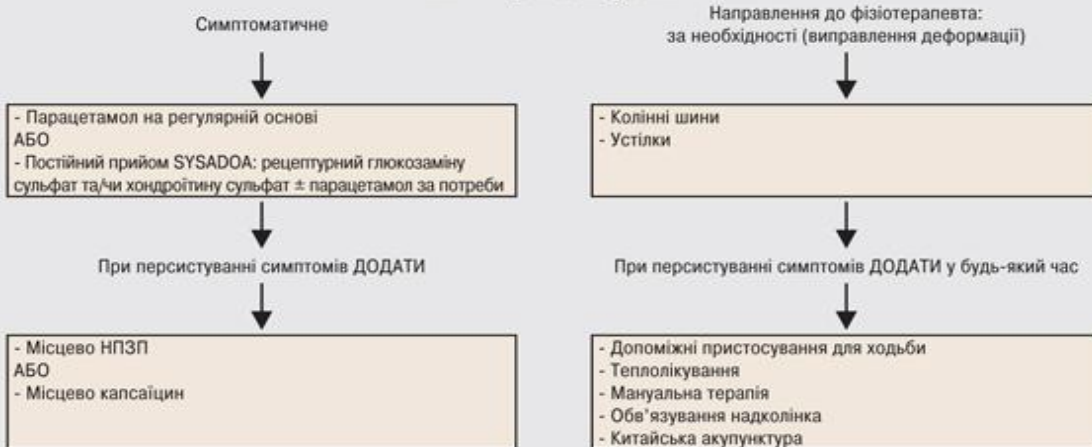 Симптоматичне
- Парацетамол на регулярній основі
АБО
- Постійний прийом SYSADOA: рецептурний глюкозаміну
сульфат та/чи хондроїтину сульфат ± парацетамол за потреби
При персистуванні симптомів ДОДАТИ
- Місцево НПЗП
АБО
- Місцево капсаїцин
Направлення до фізіотерапевта:
за необхідності (виправлення деформації)
- Колінні шини
- Устілки
При персистуванні симптомів ДОДАТИ у будь-який час
- Допоміжні пристосування для ходьби
- Теплолікування
- Мануальна терапія
- Обв'язування надколінка
- Китайська акупунктура